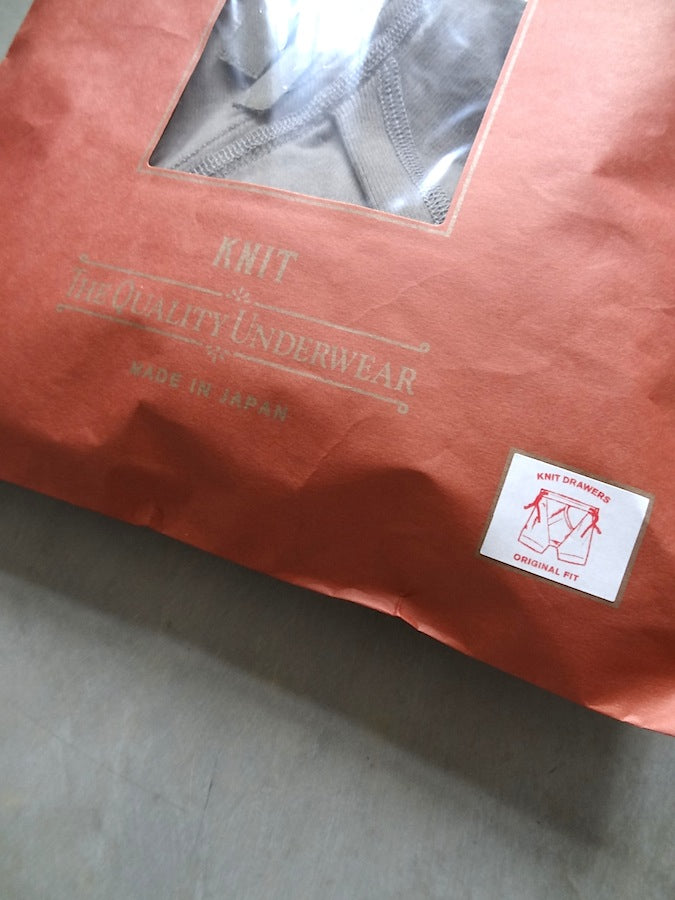 KNIT
THE QUALITY UNDERWEAR
MADE IN JAPAN
KNIT DRAWERS
ORIGINAL FIT